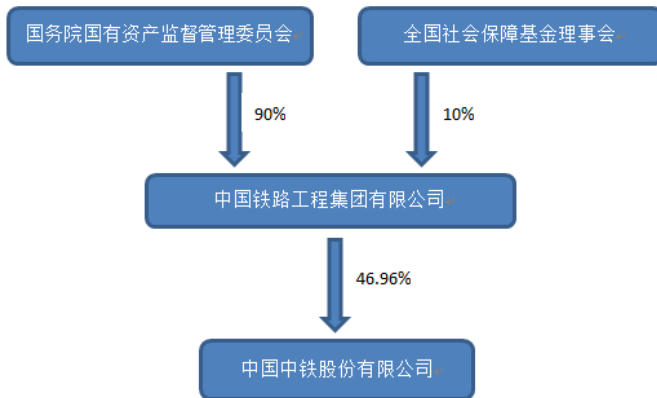 国务院国有资产监督管理委员会
全国社会保障基金理事会
90%
10%
中国铁路工程集团有限公司
46.96%
中国中铁股份有限公司